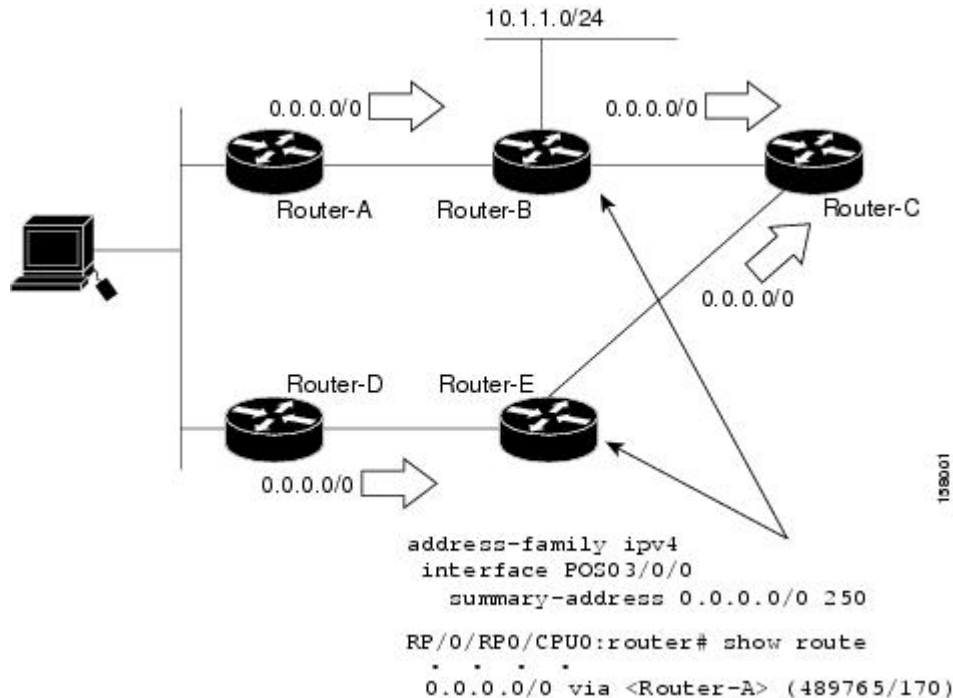 10.1.1.0/24
0.0.0.0/0
0.0.0.0/0
Router-A
Router-B
Router-C
0.0.0.0/0
Router-D
Router-E
0.0.0.0/0
158001
address-family ipv4
interface POS03/0/0
summary-address 0.0.0.0/0 250
RP/0/RP0/CPU0:router# show route
. . . .
0.0.0.0/0 via <Router-A> (489765/170)